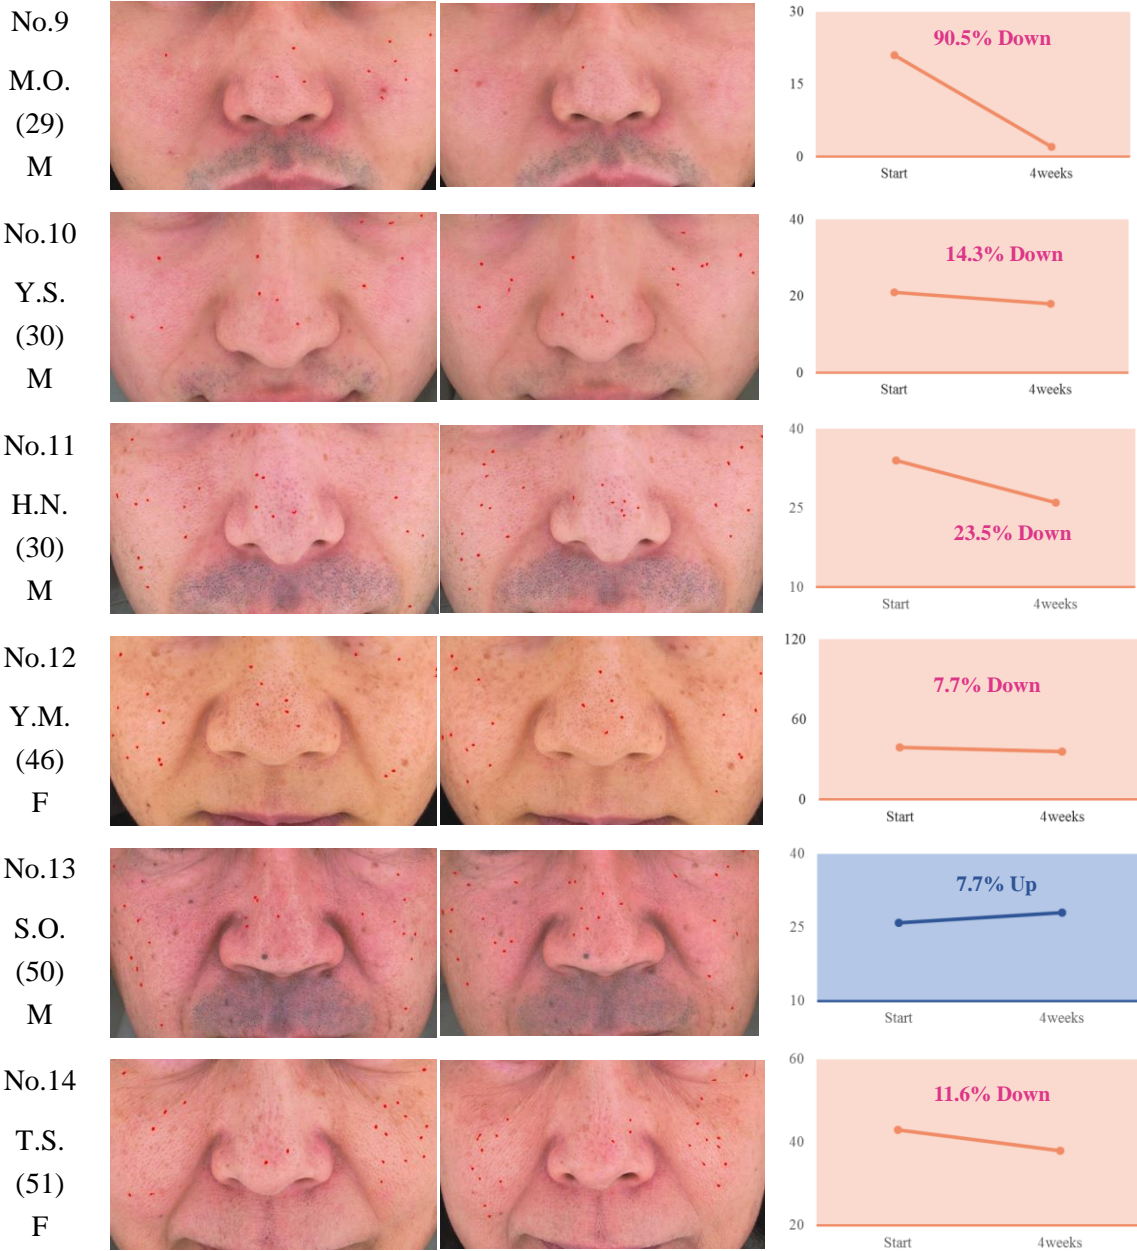 No.9
M.O.
(29)
M
30
15
0
90.5% Down
Start 4weeks
No.10
Y.S.
(30)
M
40
20
0
14.3% Down
Start 4weeks
No.11
H.N.
(30)
M
40
25
10
23.5% Down
Start 4weeks
No.12
Y.M.
(46)
F
120
60
0
7.7% Down
Start 4weeks
No.13
S.O.
(50)
M
40
25
10
7.7% Up
Start 4weeks
No.14
T.S.
(51)
F
60
40
20
11.6% Down
Start 4weeks